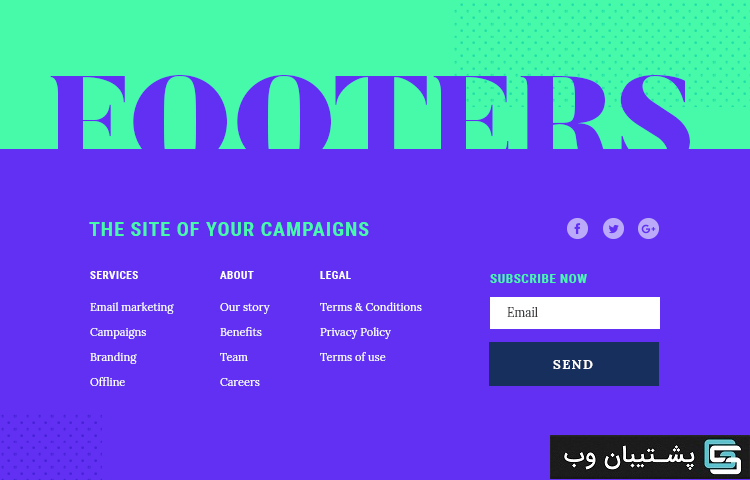 FOOTERS
THE SITE OF YOUR CAMPAIGNS
f G+
SERVICES
Email marketing
Campaigns
Branding
Offline
ABOUT
Our story
Benefits
Team
Careers
LEGAL
Terms & Conditions
Privacy Policy
Terms of use
SUBSCRIBE NOW
Email
SEND
پشـتیبان وب